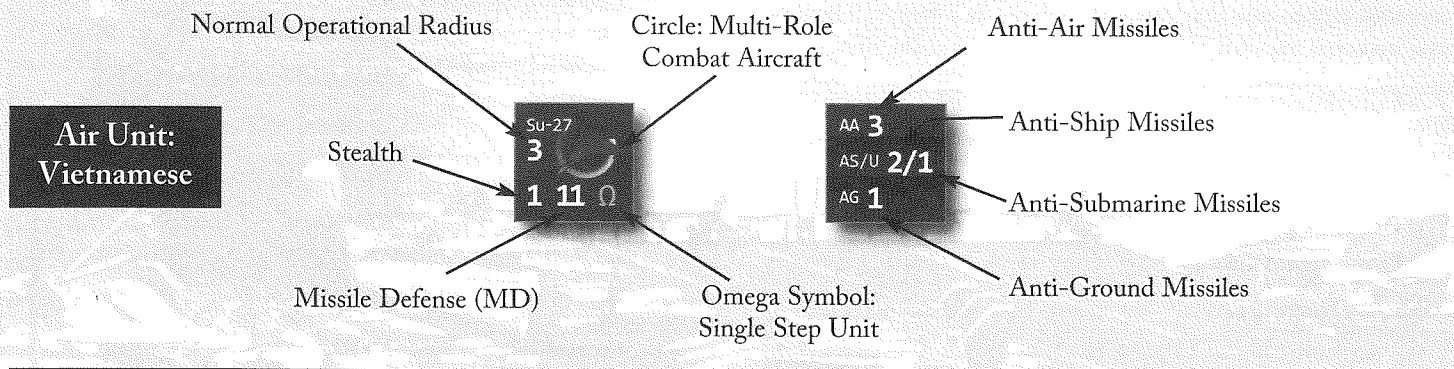 Normal Operational Radius
Circle: Multi-Role
Combat Aircraft
Anti-Air Missiles
Air Unit:
Vietnamese
Stealth
Su-27
3
1 11 Ω
AA 3
AS/U 2/1
AG 1
Anti-Ship Missiles
Anti-Submarine Missiles
Anti-Ground Missiles
Missile Defense (MD)
Omega Symbol:
Single Step Unit